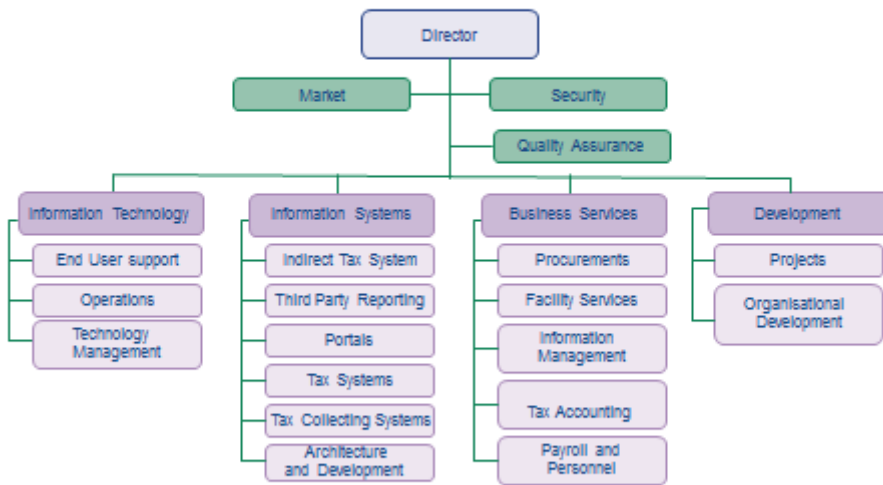 Director
Market
Security
Quality Assurance
Information Technology
End User support
Operations
Technology
Management
Information Systems
Indirect Tax System
Third Party Reporting
Portals
Tax Systems
Tax Collecting Systems
Architecture
and Development
Business Services
Procurements
Facility Services
Information
Management
Tax Accounting
Payroll and
Personnel
Development
Projects
Organisational
Development